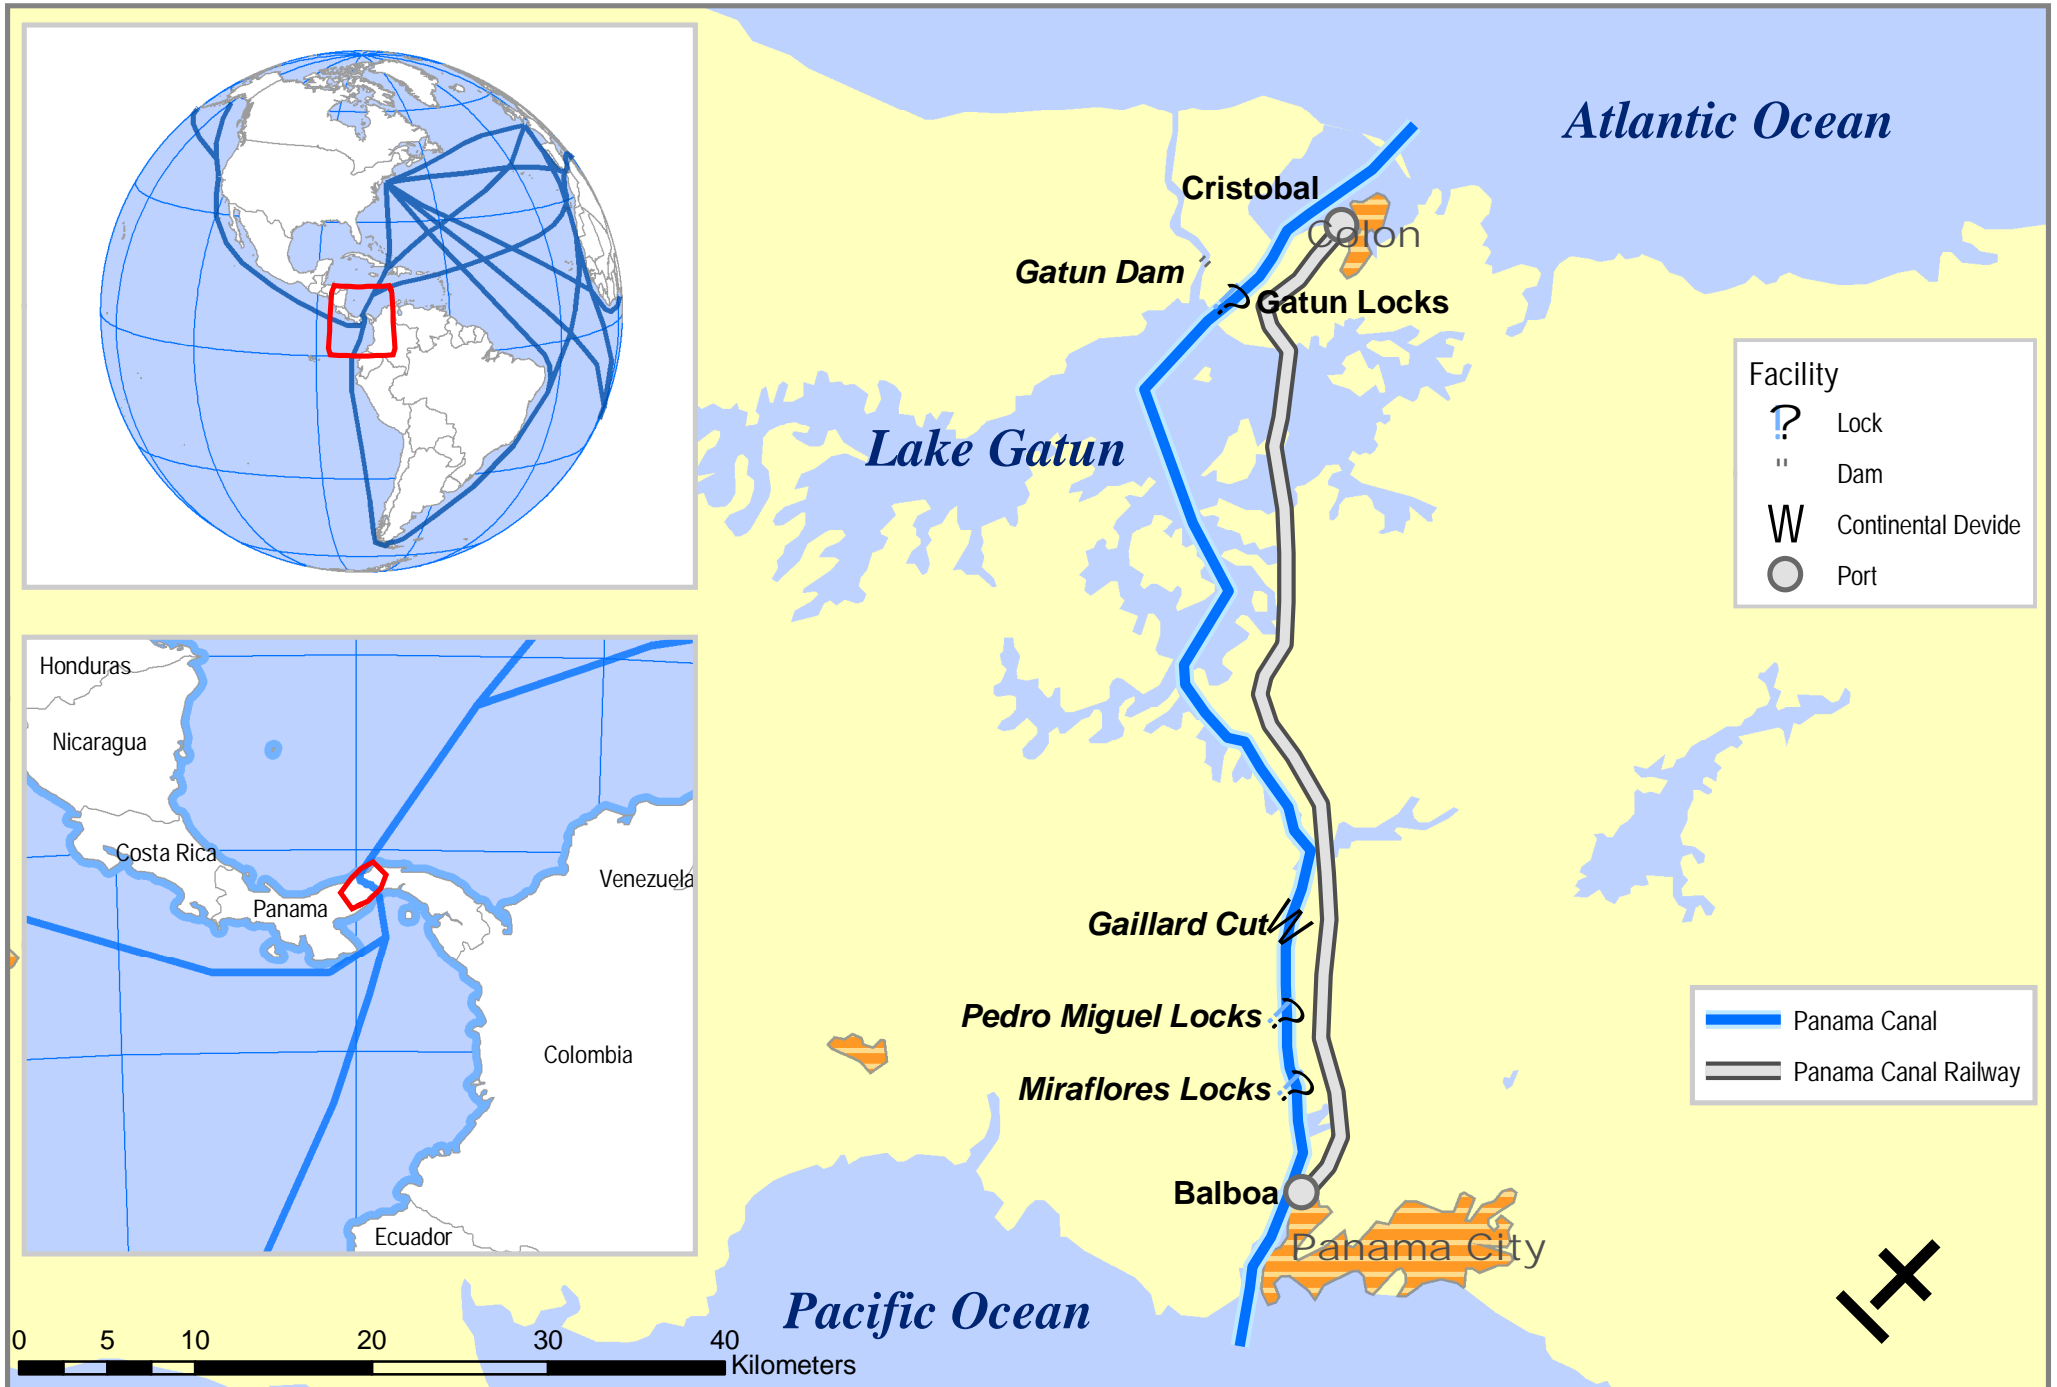 Atlantic Ocean
Cristobal
Colon
Gatun Dam
Gatun Locks
Lake Gatun
Facility
Lock
Dam
Continental Devide
Port
Honduras
Nicaragua
Costa Rica
Panama
Venezuela
Colombia
Ecuador
Gaillard Cut
Pedro Miguel Locks
Miraflores Locks
Panama Canal
Panama Canal Railway
Balboa
Panama City
Pacific Ocean
0 5 10 20 30 40
Kilometers